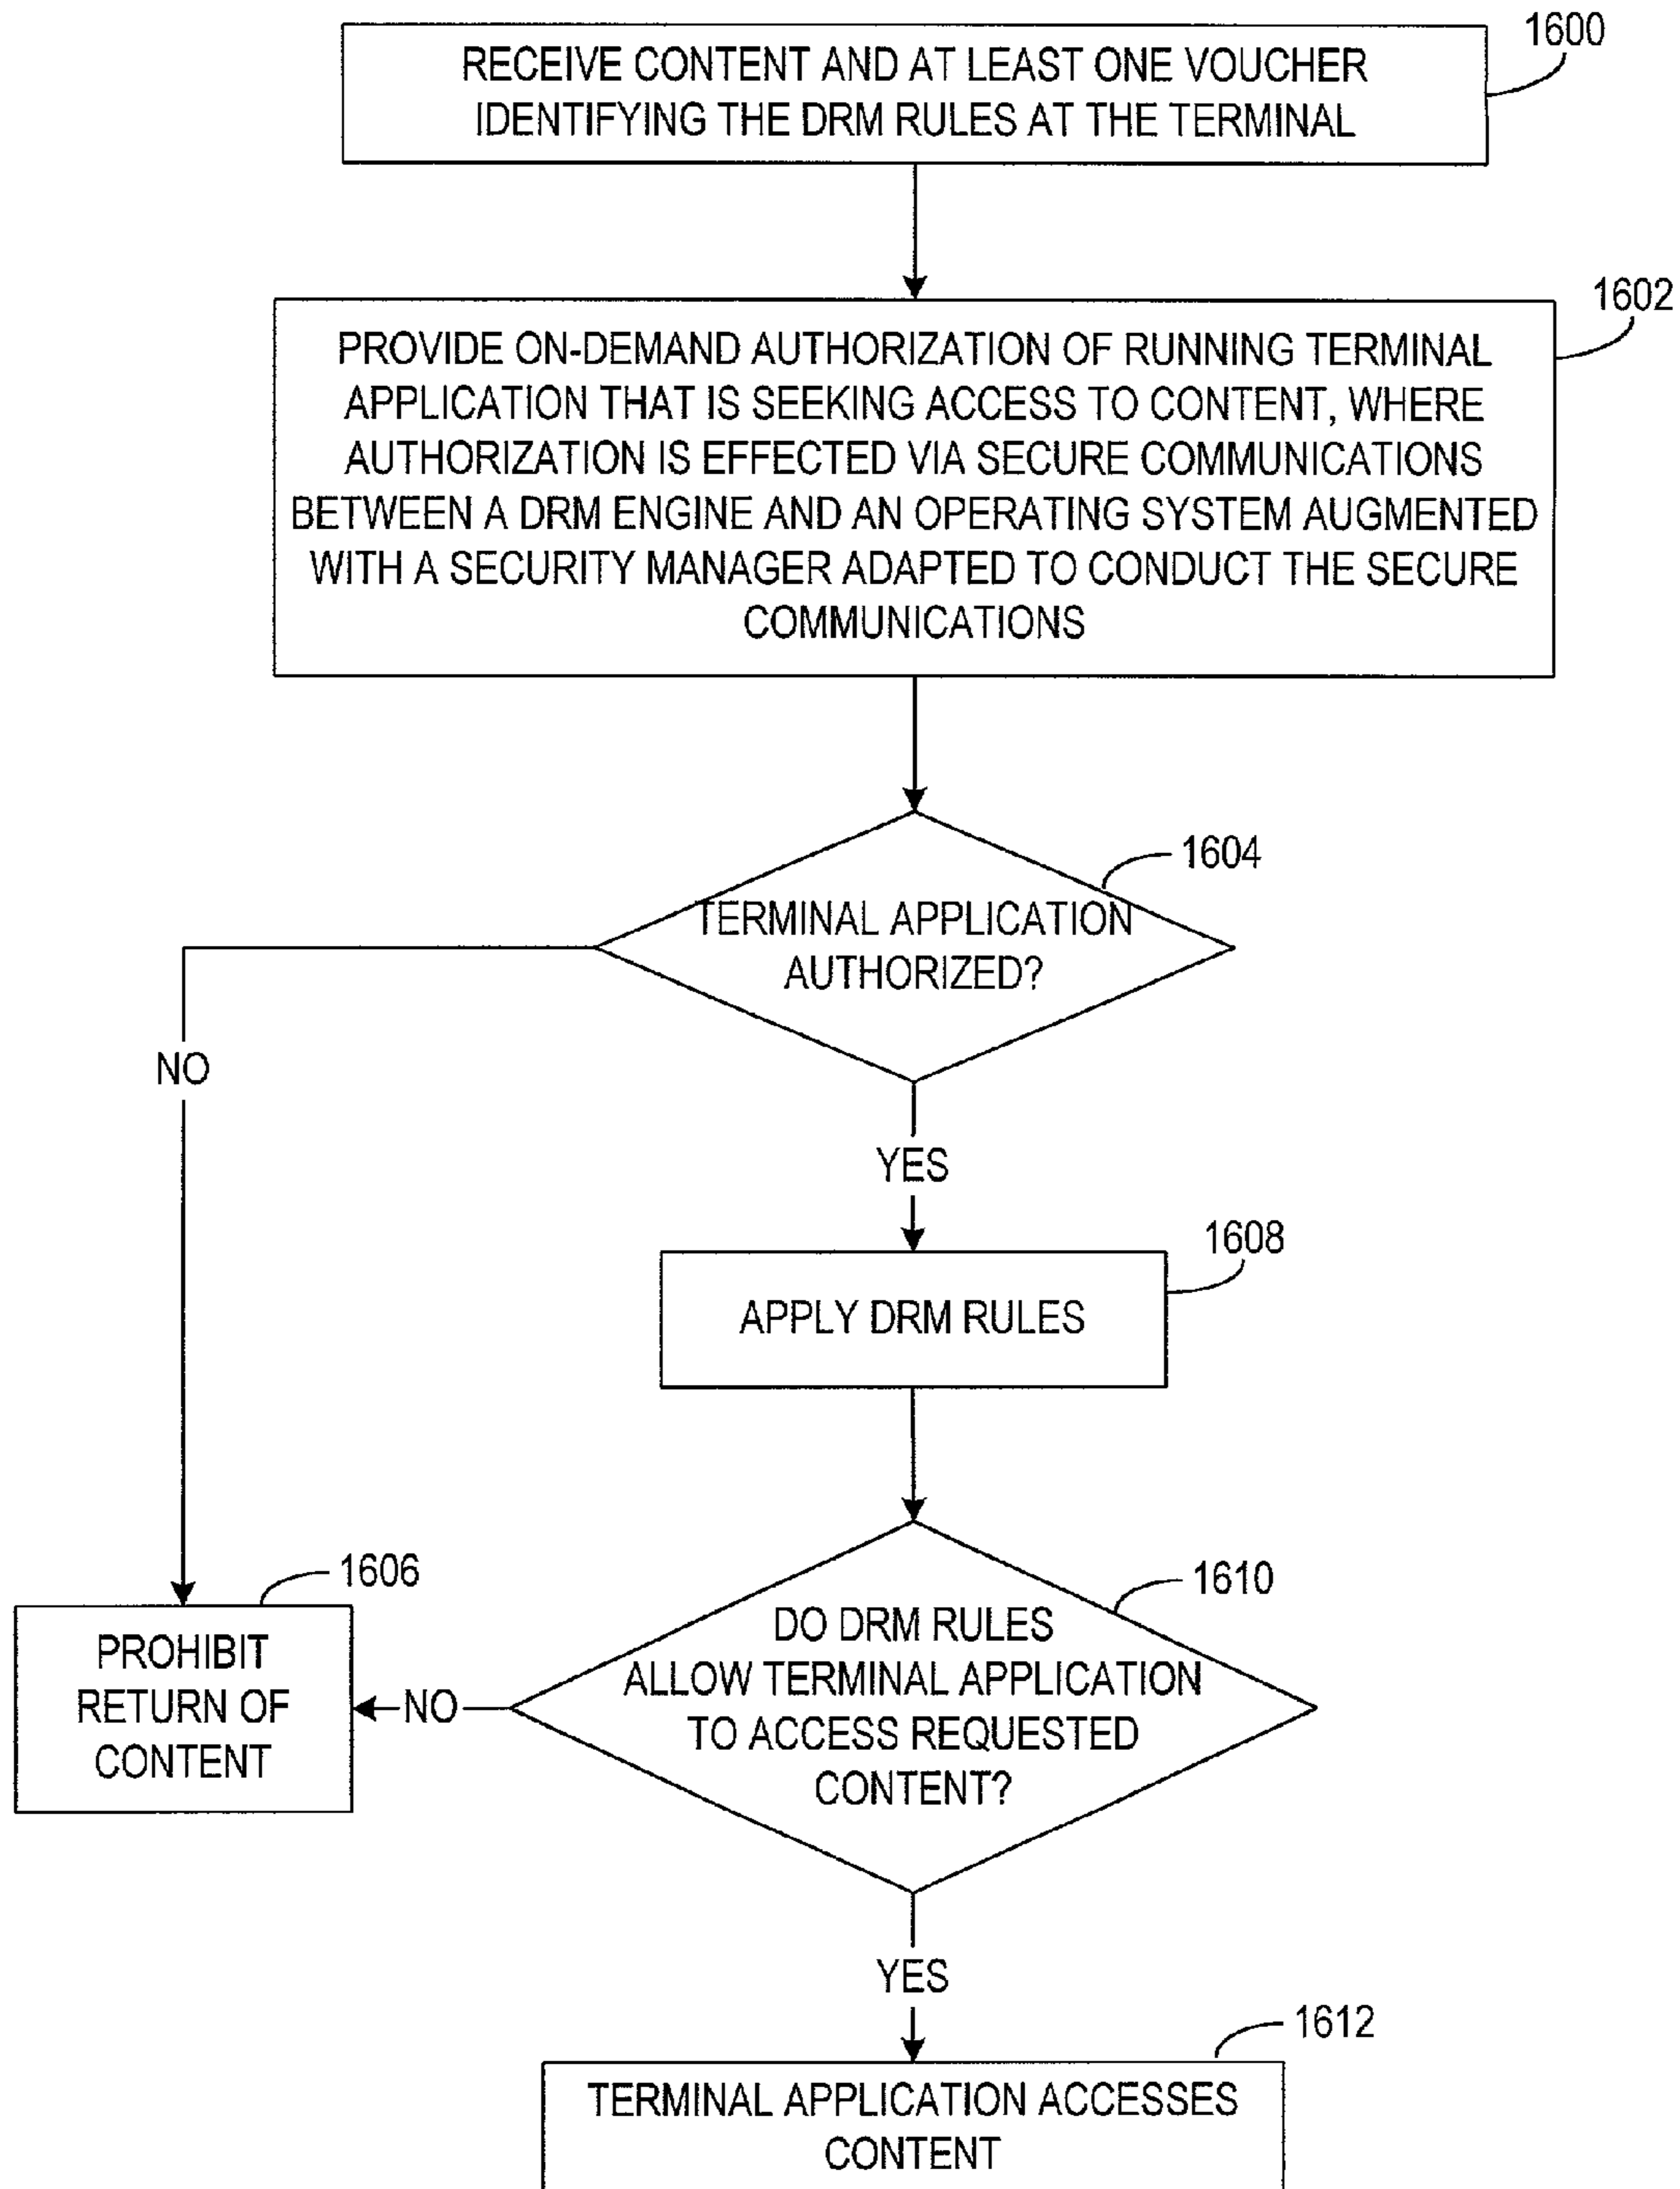 1600
RECEIVE CONTENT AND AT LEAST ONE VOUCHER
IDENTIFYING THE DRM RULES AT THE TERMINAL
1602
PROVIDE ON-DEMAND AUTHORIZATION OF RUNNING TERMINAL
APPLICATION THAT IS SEEKING ACCESS TO CONTENT, WHERE
AUTHORIZATION IS EFFECTED VIA SECURE COMMUNICATIONS
BETWEEN A DRM ENGINE AND AN OPERATING SYSTEM AUGMENTED
WITH A SECURITY MANAGER ADAPTED TO CONDUCT THE SECURE
COMMUNICATIONS
1604
TERMINAL APPLICATION
AUTHORIZED?
NO
YES
1608
APPLY DRM RULES
1606
PROHIBIT
RETURN OF
CONTENT
NO
1610
DO DRM RULES
ALLOW TERMINAL APPLICATION
TO ACCESS REQUESTED
CONTENT?
YES
1612
TERMINAL APPLICATION ACCESSES
CONTENT